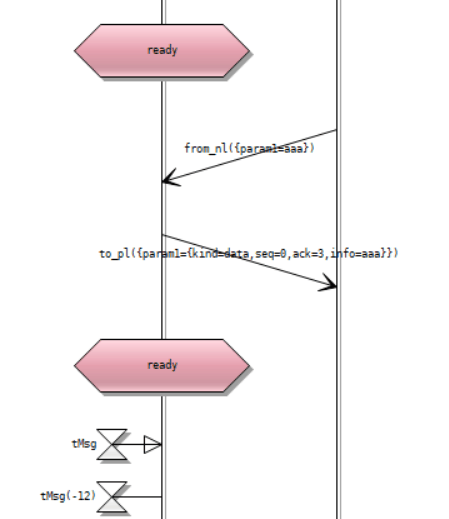 ready
from_nl({param1=aaa})
to_pl({param1={kind=data,seq=0,ack=3,info=aaa}})
ready
tMsg
tMsg(-12)